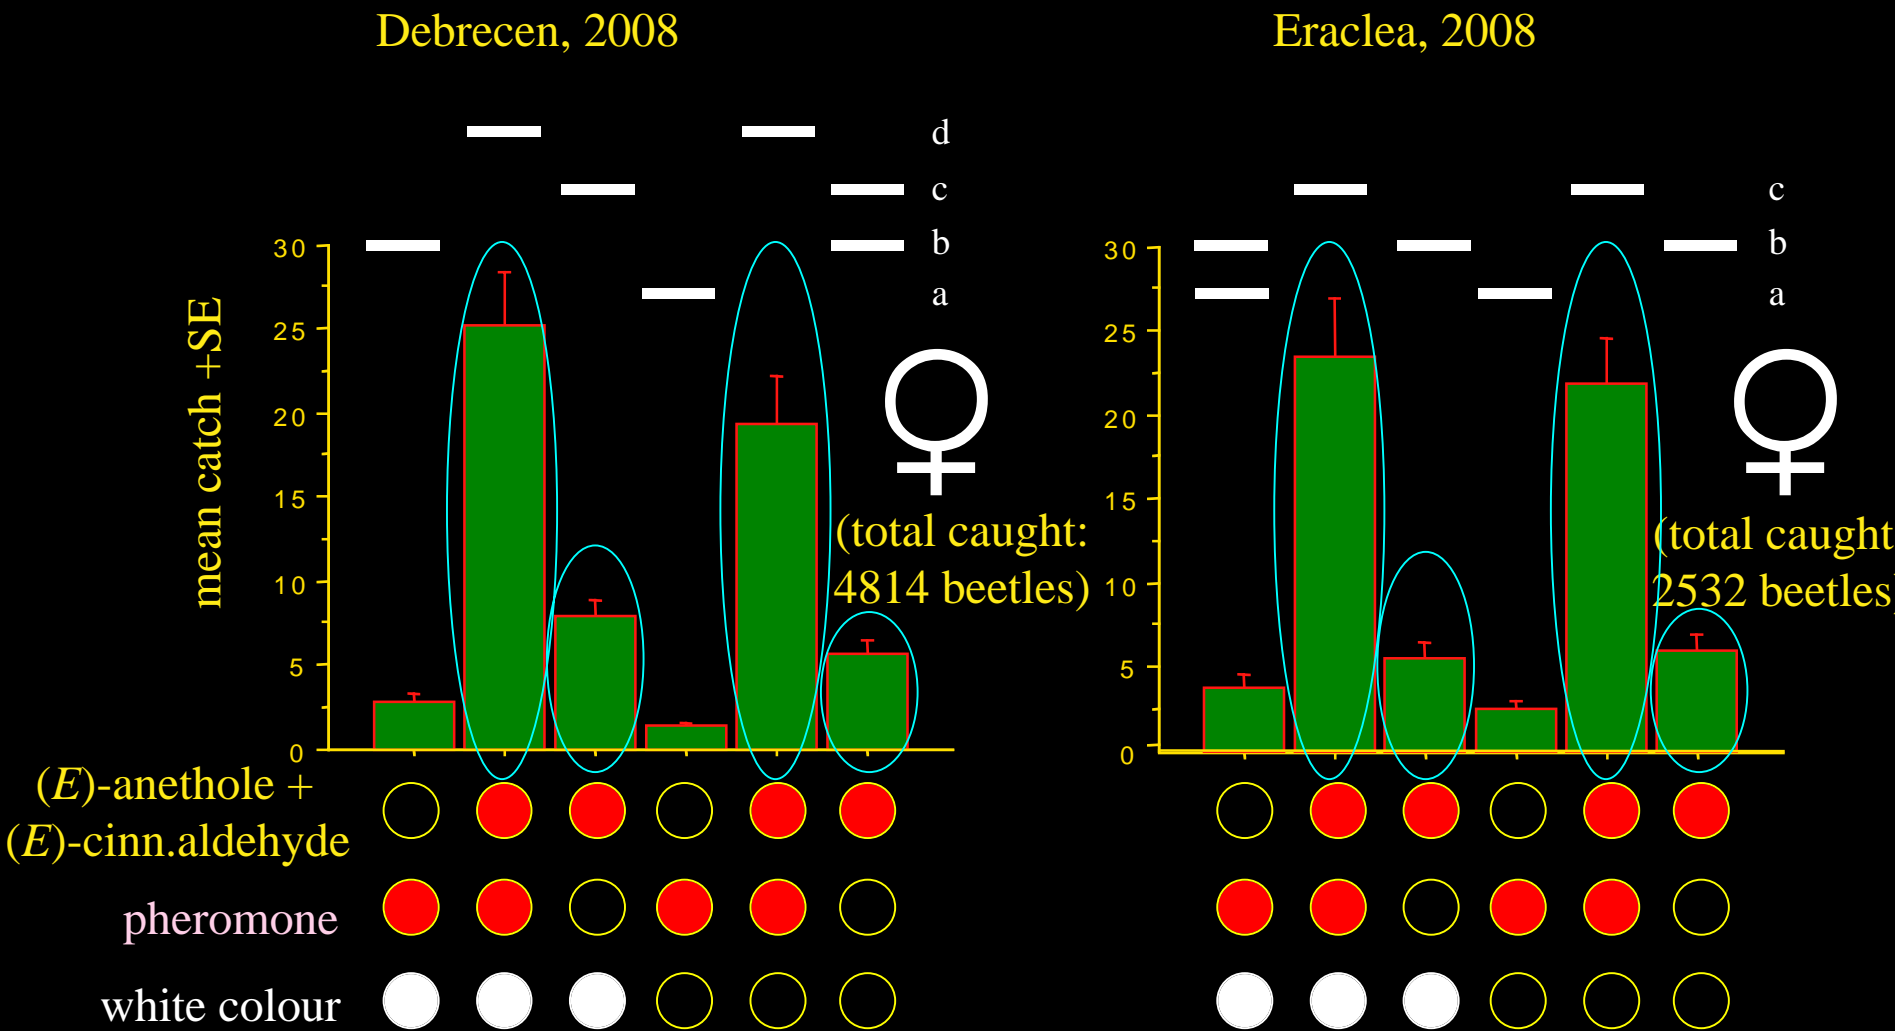 Debrecen, 2008
Eraclea, 2008
d
c
b
a
c
b
a
mean catch +SE
30
25
20
15
10
5
0
30
25
20
15
10
5
0
♀
(total caught:
4814 beetles)
♀
(total caught
2532 beetles)
(E)-anethole +
(E)-cinn.aldehyde
pheromone
white colour